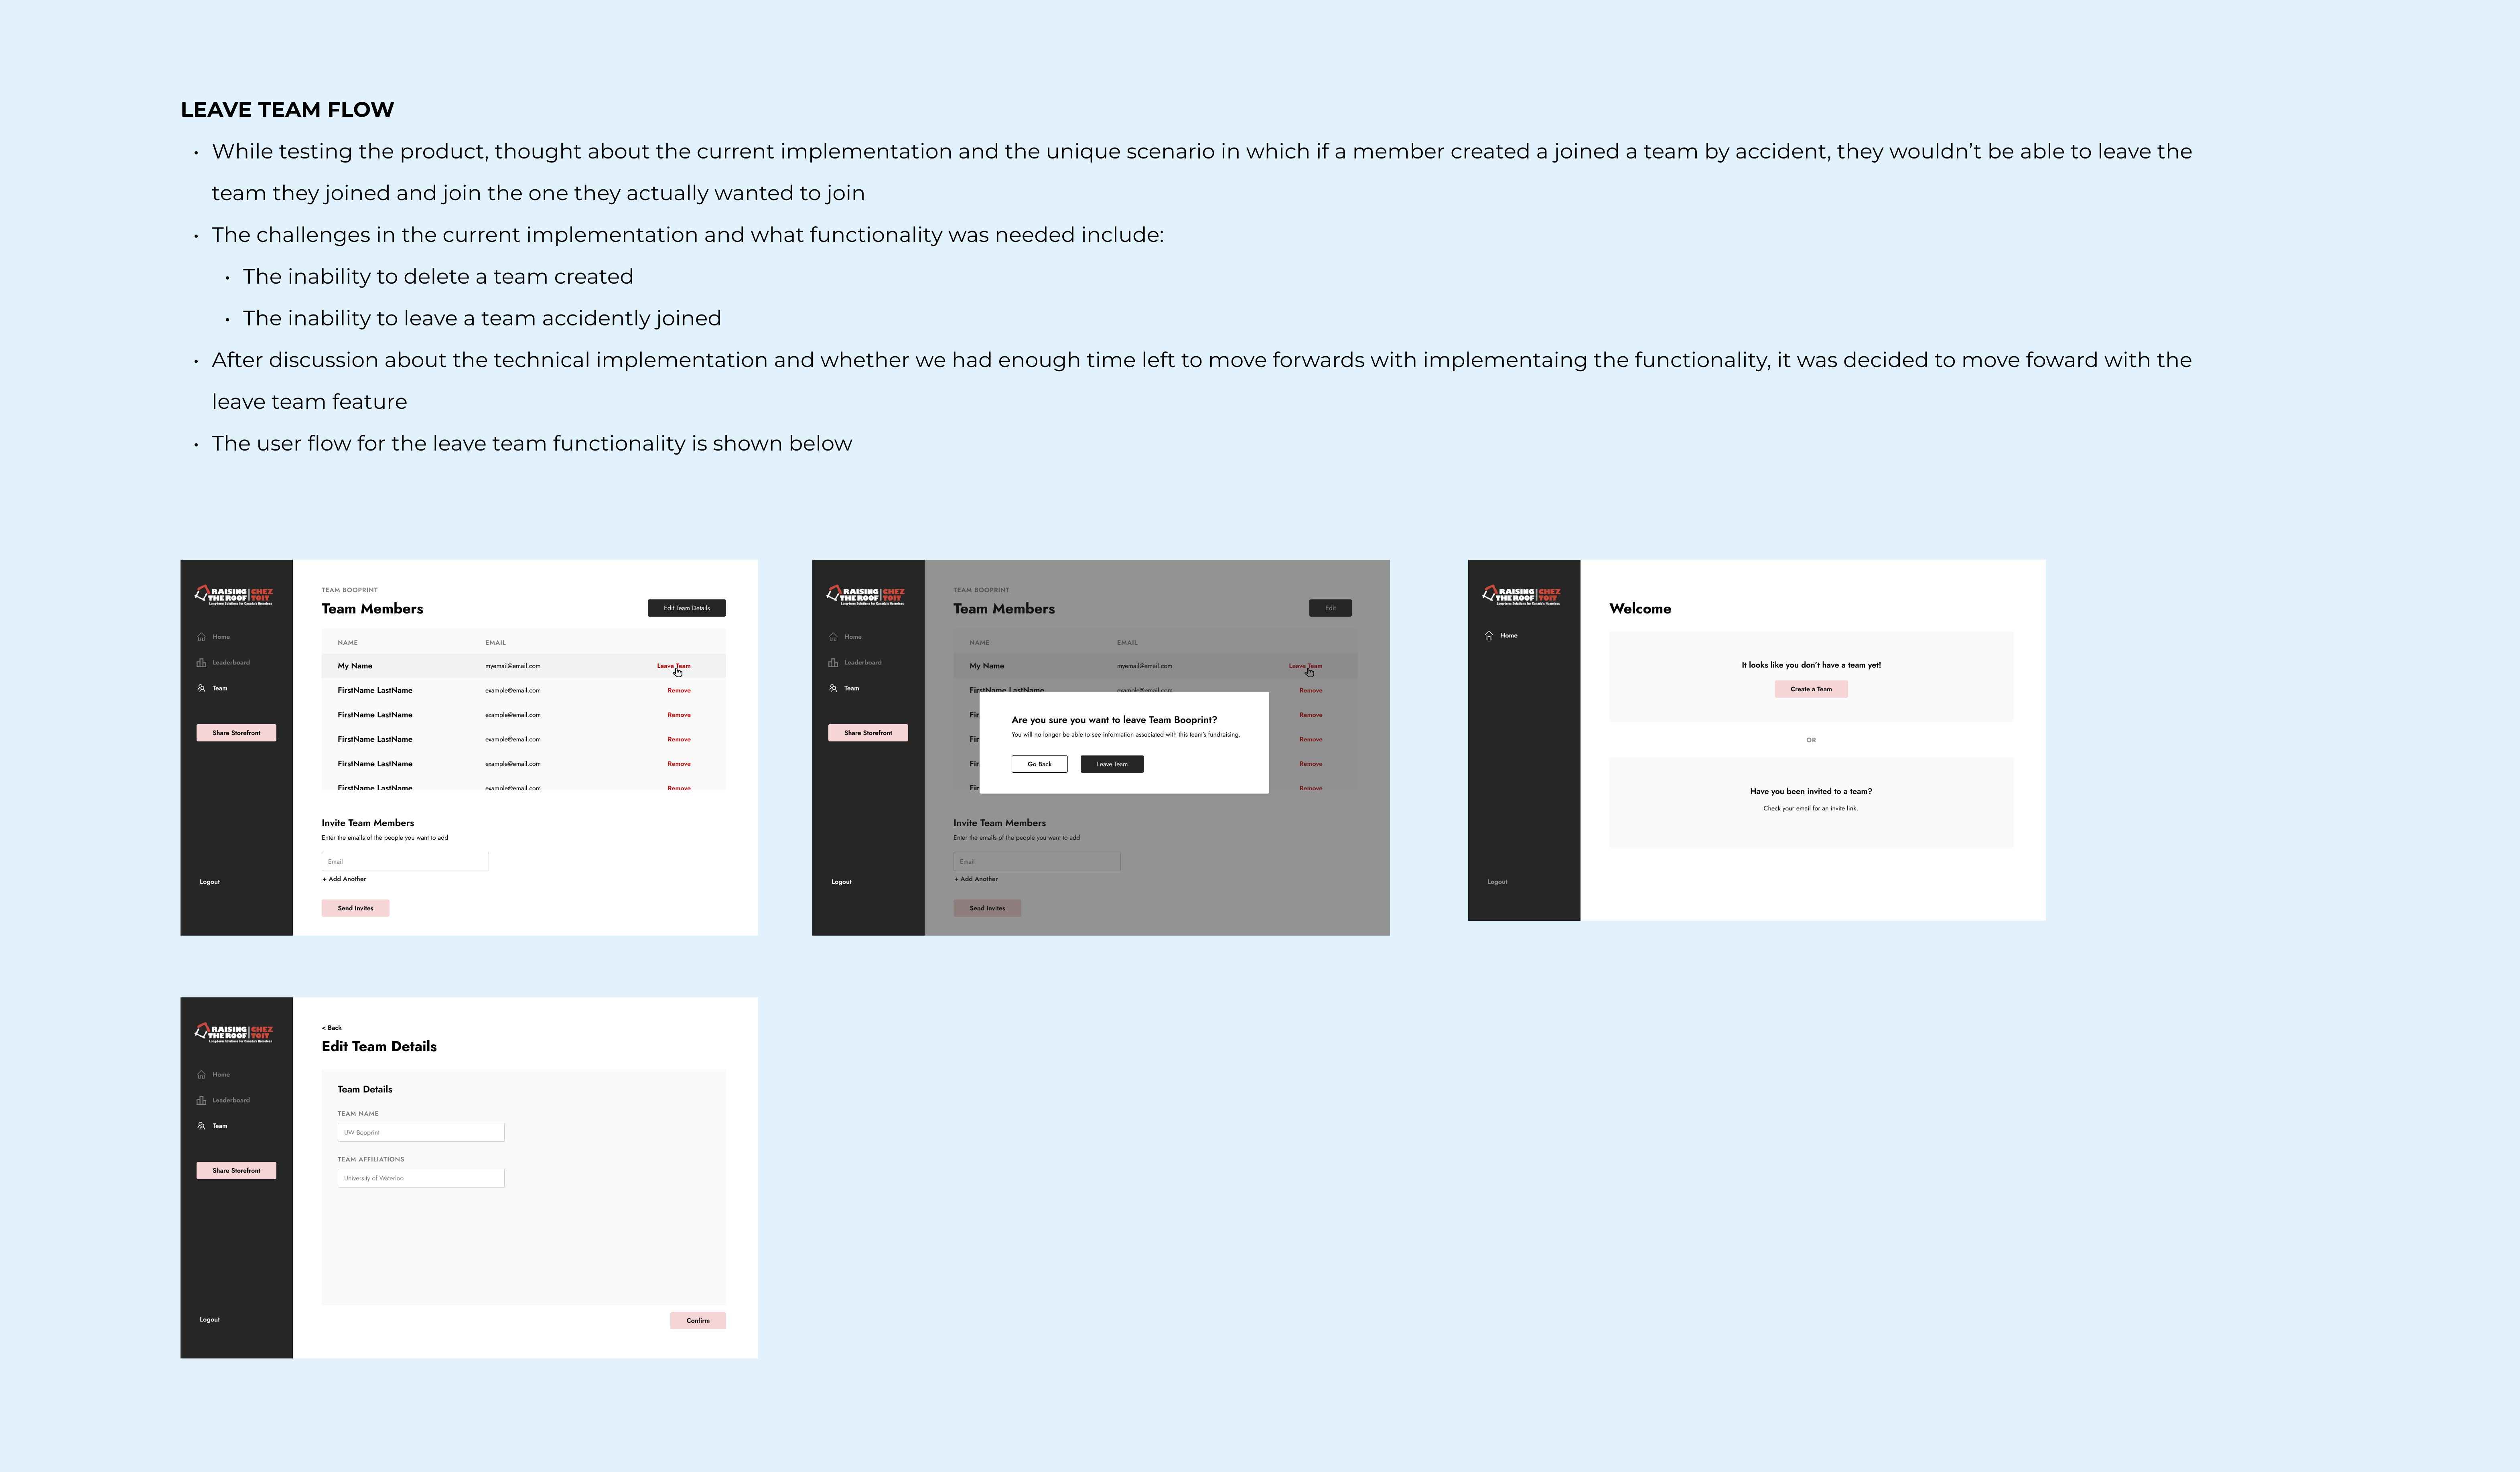 LEAVE TEAM FLOW
• While testing the product, thought about the current implementation and the unique scenario in which if a member created a joined a team by accident, they wouldn't be able to leave the
team they joined and join the one they actually wanted to join
• The challenges in the current implementation and what functionality was needed include:
• The inability to delete a team created
• The inability to leave a team accidently joined
• After discussion about the technical implementation and whether we had enough time left to move forwards with implementaing the functionality, it was decided to move foward with the
leave team feature
• The user flow for the leave team functionality is shown below
RAISING CHEZ
THE ROOF TOIT
Long-term Solutions for Canada's Homeless
Home
Leaderboard
Team
Share Storefront
Logout
TEAM BOOPRINT
Team Members
Edit Team Details
NAME EMAIL
My Name myemail@email.com Leave Team
FirstName LastName example@email.com Remove
FirstName LastName example@email.com Remove
FirstName LastName example@email.com Remove
FirstName LastName example@email.com Remove
FirstName LastName example@email.com Remove
Invite Team Members
Enter the emails of the people you want to add
Email
+ Add Another
Send Invites
RAISING CHEZ
THE ROOF TOIT
Long-term Solutions for Canada's Homeless
Home
Leaderboard
Team
Share Storefront
Logout
TEAM BOOPRINT
Team Members
Edit
NAME EMAIL
My Name myemail@email.com Leave Team
FirstName LastName example@email.com Remove
Fir Remove
Fir Remove
Fir Remove
Fir Remove
Are you sure you want to leave Team Booprint?
You will no longer be able to see information associated with this team's fundraising.
Go Back Leave Team
Invite Team Members
Enter the emails of the people you want to add
Email
+ Add Another
Send Invites
RAISING CHEZ
THE ROOF TOIT
Long-term Solutions for Canada's Homeless
Home
Logout
Welcome
It looks like you don't have a team yet!
Create a Team
OR
Have you been invited to a team?
Check your email for an invite link.
RAISING CHEZ
THE ROOF TOIT
Long-term Solutions for Canada's Homeless
Home
Leaderboard
Team
Share Storefront
Logout
< Back
Edit Team Details
Team Details
TEAM NAME
UW Booprint
TEAM AFFILIATIONS
University of Waterloo
Confirm